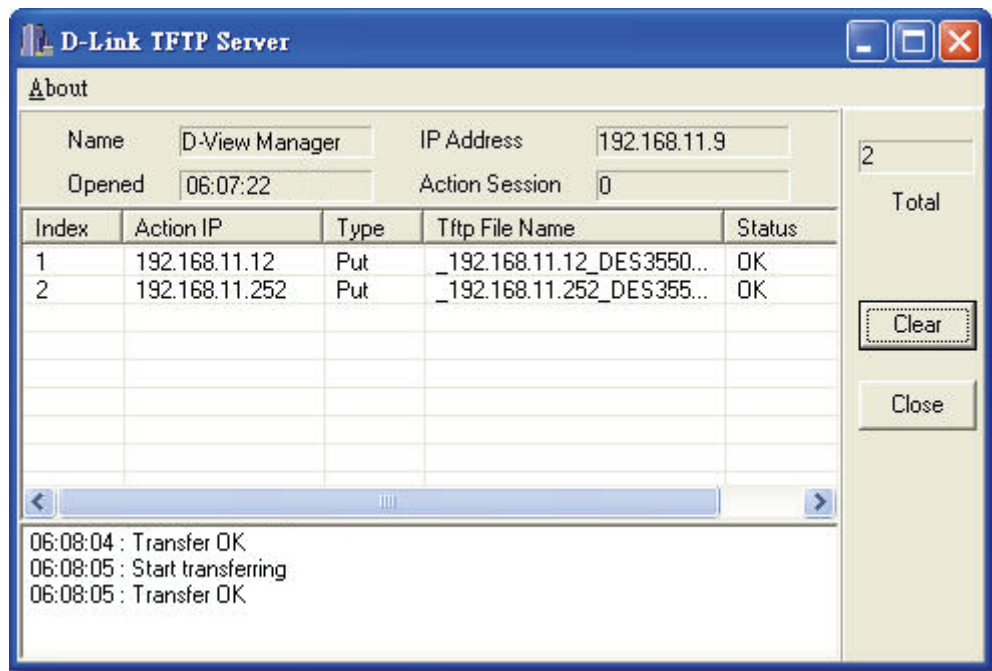 D-Link TFTP Server
About
Name D-View Manager IP Address 192.168.11.9
Opened 06:07:22 Action Session 0
2
Total
Index Action IP Type Tftp File Name Status
1 192.168.11.12 Put _192.168.11.12_DES3550... OK
2 192.168.11.252 Put _192.168.11.252_DES355... OK
Clear
Close
06:08:04 : Transfer OK
06:08:05 : Start transferring
06:08:05 : Transfer OK